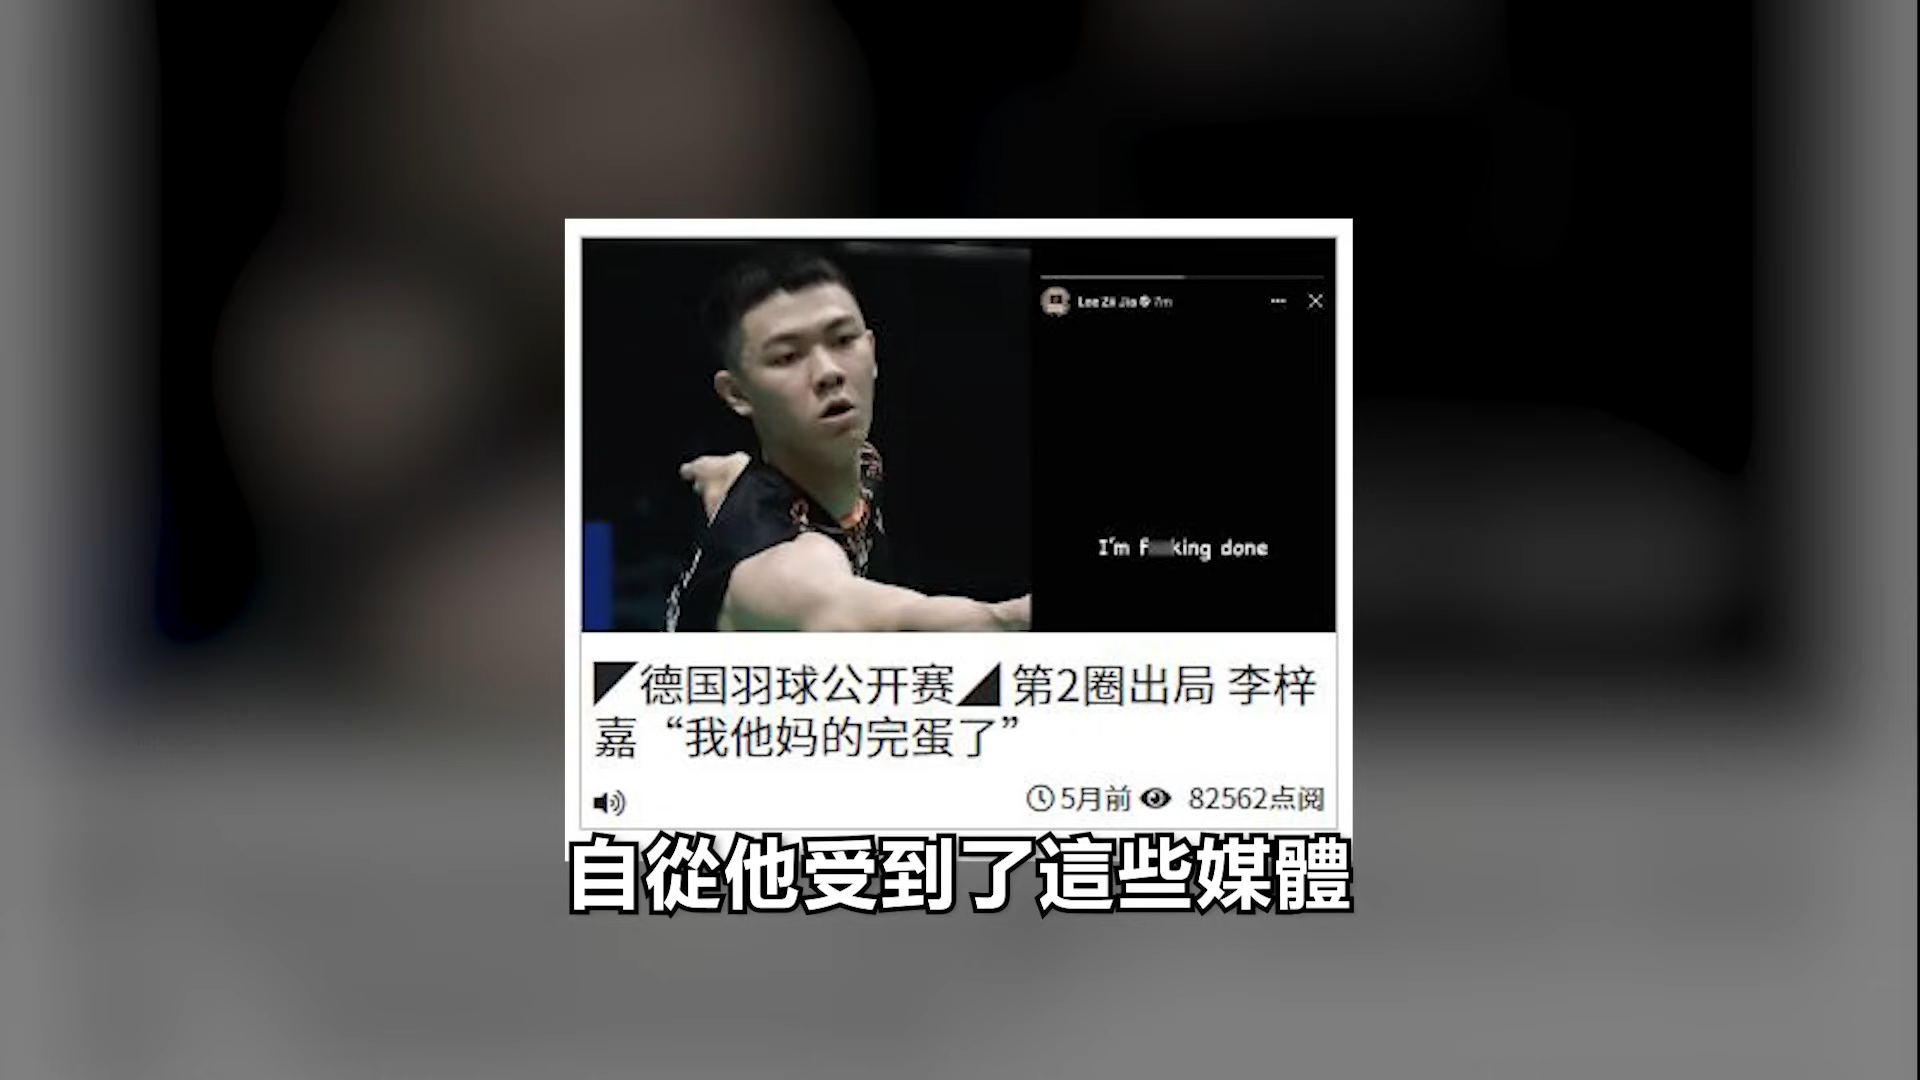 Lee Zii Jia 7m
I'm f king done
◤德国羽球公开赛◢ 第2圈出局 李梓
嘉“我他妈的完蛋了”
5月前 82562点阅
自從他受到了這些媒體